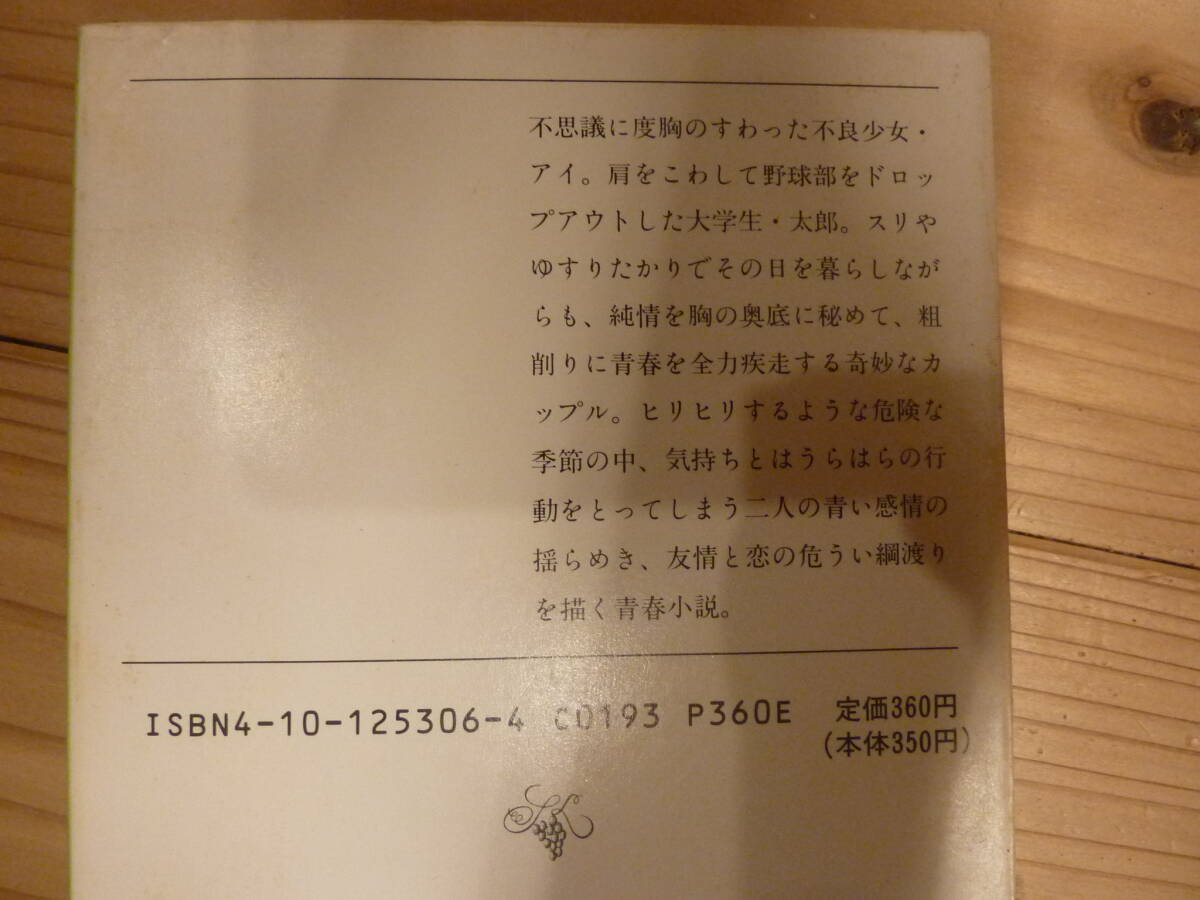 不思議に度胸のすわった不良少女・
アイ。肩をこわして野球部をドロッ
プアウトした大学生・太郎。スリや
ゆすりたかりでその日を暮らしなが
らも、純情を胸の奥底に秘めて、粗
削りに青春を全力疾走する奇妙なカ
ップル。ヒリヒリするような危険な
季節の中、気持ちとはうらはらの行
動をとってしまう二人の青い感情の
揺らめき、友情と恋の危うい綱渡り
を描く青春小説。
ISBN4-10-125306-4 C0193 P360E 定価360円
(本体350円)